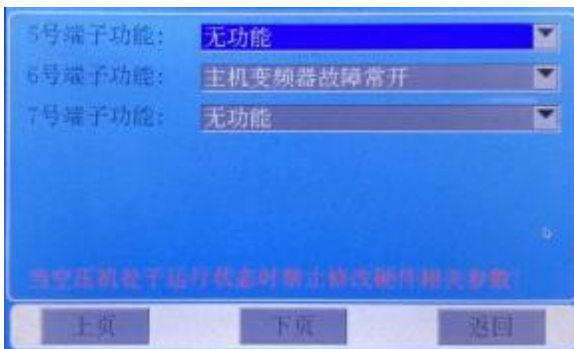 5号端子功能: 无功能
6号端子功能: 主机变频器故障常开
7号端子功能: 无功能
当空压机处于运行状态时禁止修改硬件相关参数!
上页 下页 返回